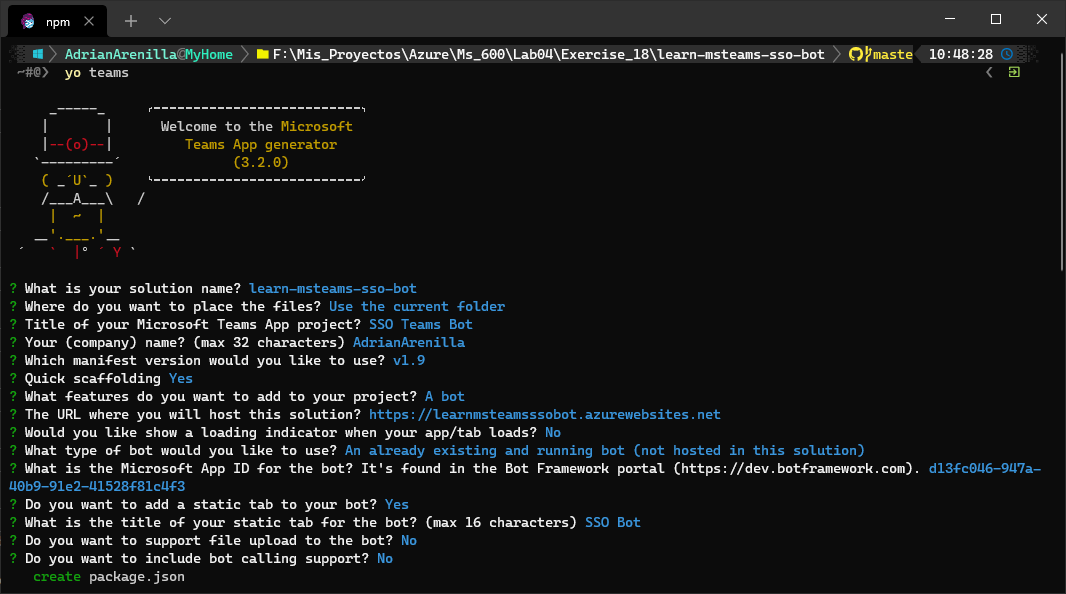 npm
AdrianArenilla@MyHome F:\Mis_Proyectos\Azure\Ms_600\Lab04\Exercise_18\learn-msteams-sso-bot maste 10:48:28
~#@❯ yo teams
Welcome to the Microsoft
|--(o)--| Teams App generator
(3.2.0)
( _´U`_ )
/___A___\ /
| ~ |
__'.___.'__
´ ` |° ´ Y `
? What is your solution name? learn-msteams-sso-bot
? Where do you want to place the files? Use the current folder
? Title of your Microsoft Teams App project? SSO Teams Bot
? Your (company) name? (max 32 characters) AdrianArenilla
? Which manifest version would you like to use? v1.9
? Quick scaffolding Yes
? What features do you want to add to your project? A bot
? The URL where you will host this solution? https://learnmsteamsssobot.azurewebsites.net
? Would you like show a loading indicator when your app/tab loads? No
? What type of bot would you like to use? An already existing and running bot (not hosted in this solution)
? What is the Microsoft App ID for the bot? It's found in the Bot Framework portal (https://dev.botframework.com). d13fc046-947a-
40b9-91e2-41528f81c4f3
? Do you want to add a static tab to your bot? Yes
? What is the title of your static tab for the bot? (max 16 characters) SSO Bot
? Do you want to support file upload to the bot? No
? Do you want to include bot calling support? No
create package.json